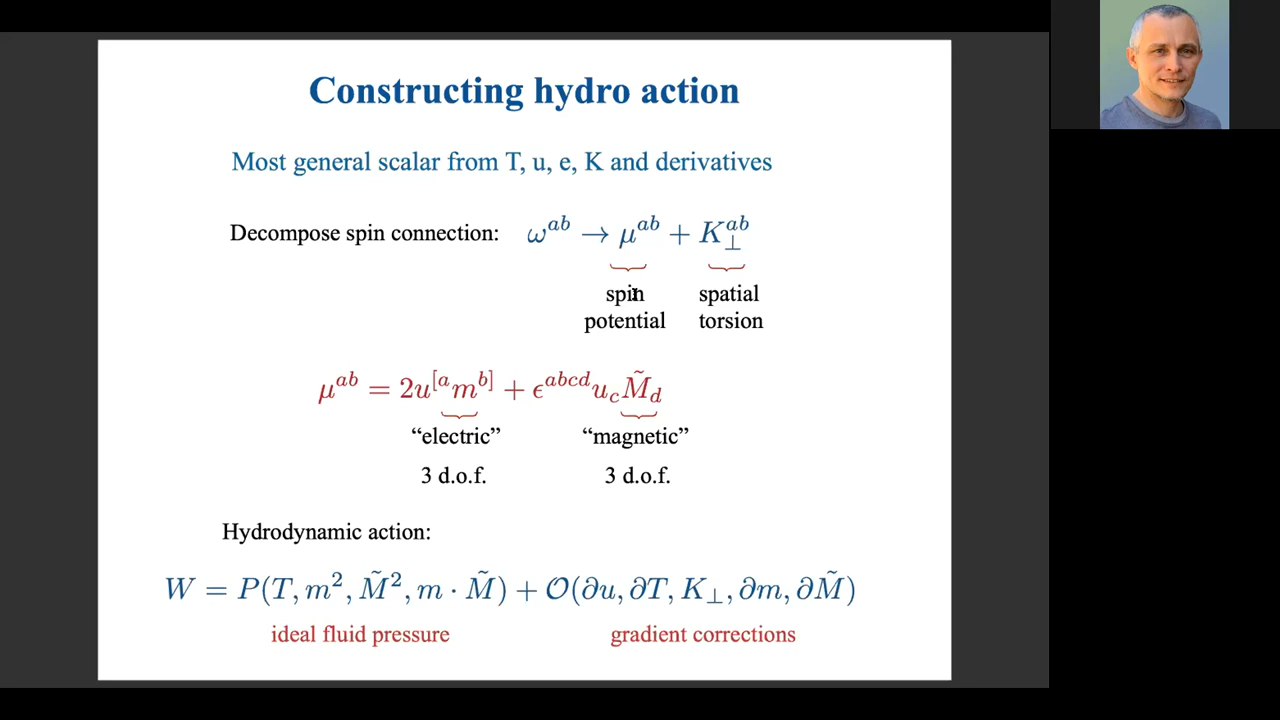 Constructing hydro action
Most general scalar from T, u, e, K and derivatives
Decompose spin connection: ω^{ab} → μ^{ab} + K_⊥^{ab}
spin spatial
potential torsion
μ^{ab} = 2u^{[a}m^{b]} + ϵ^{abcd}u_c M̃_d
“electric” “magnetic”
3 d.o.f. 3 d.o.f.
Hydrodynamic action:
W = P(T, m², M̃², m · M̃) + O(∂u, ∂T, K_⊥, ∂m, ∂M̃)
ideal fluid pressure gradient corrections